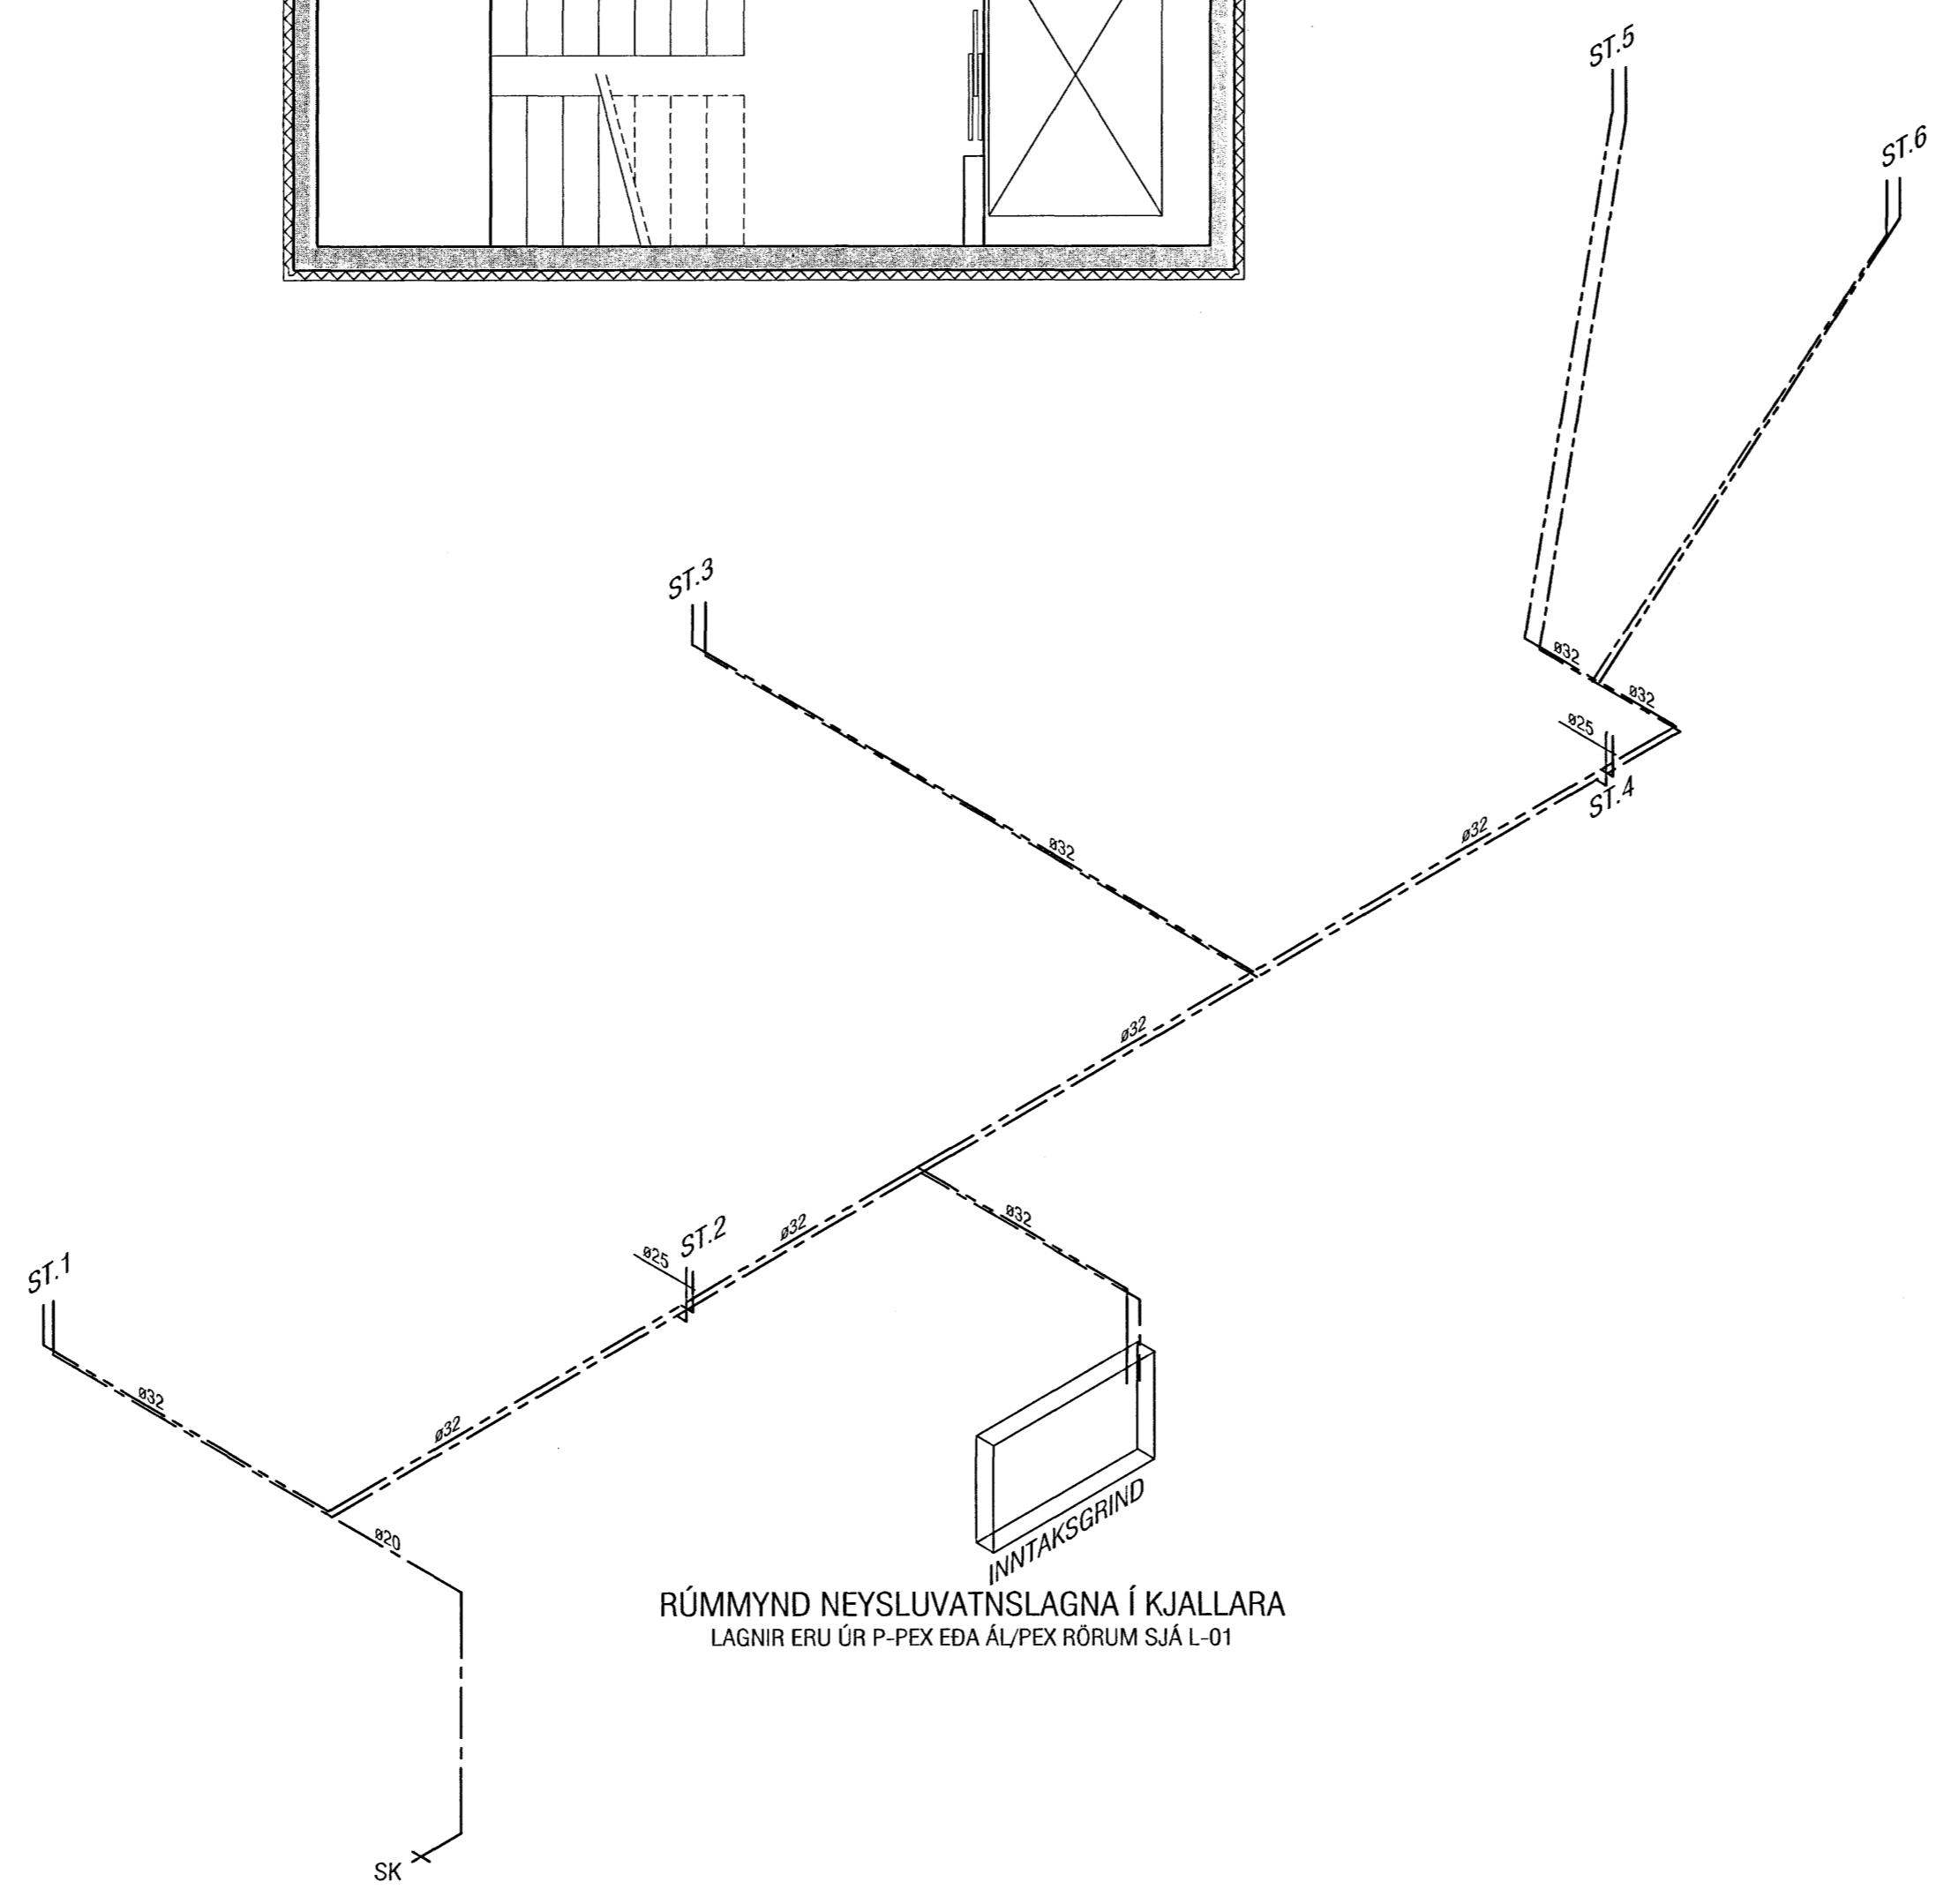 ST.5
ST.6
ST.3
ø32
ø32
ø25
ST.4
ø32
ø32
ø32
ø32
ST.2
ø32
ø25
ST.1
ø32
ø32
ø20
INNTAKSGRIND
RÚMMYND NEYSLUVATNSLAGNA Í KJALLARA
LAGNIR ERU ÚR P-PEX EÐA ÁL/PEX RÖRUM SJÁ L-01
SK